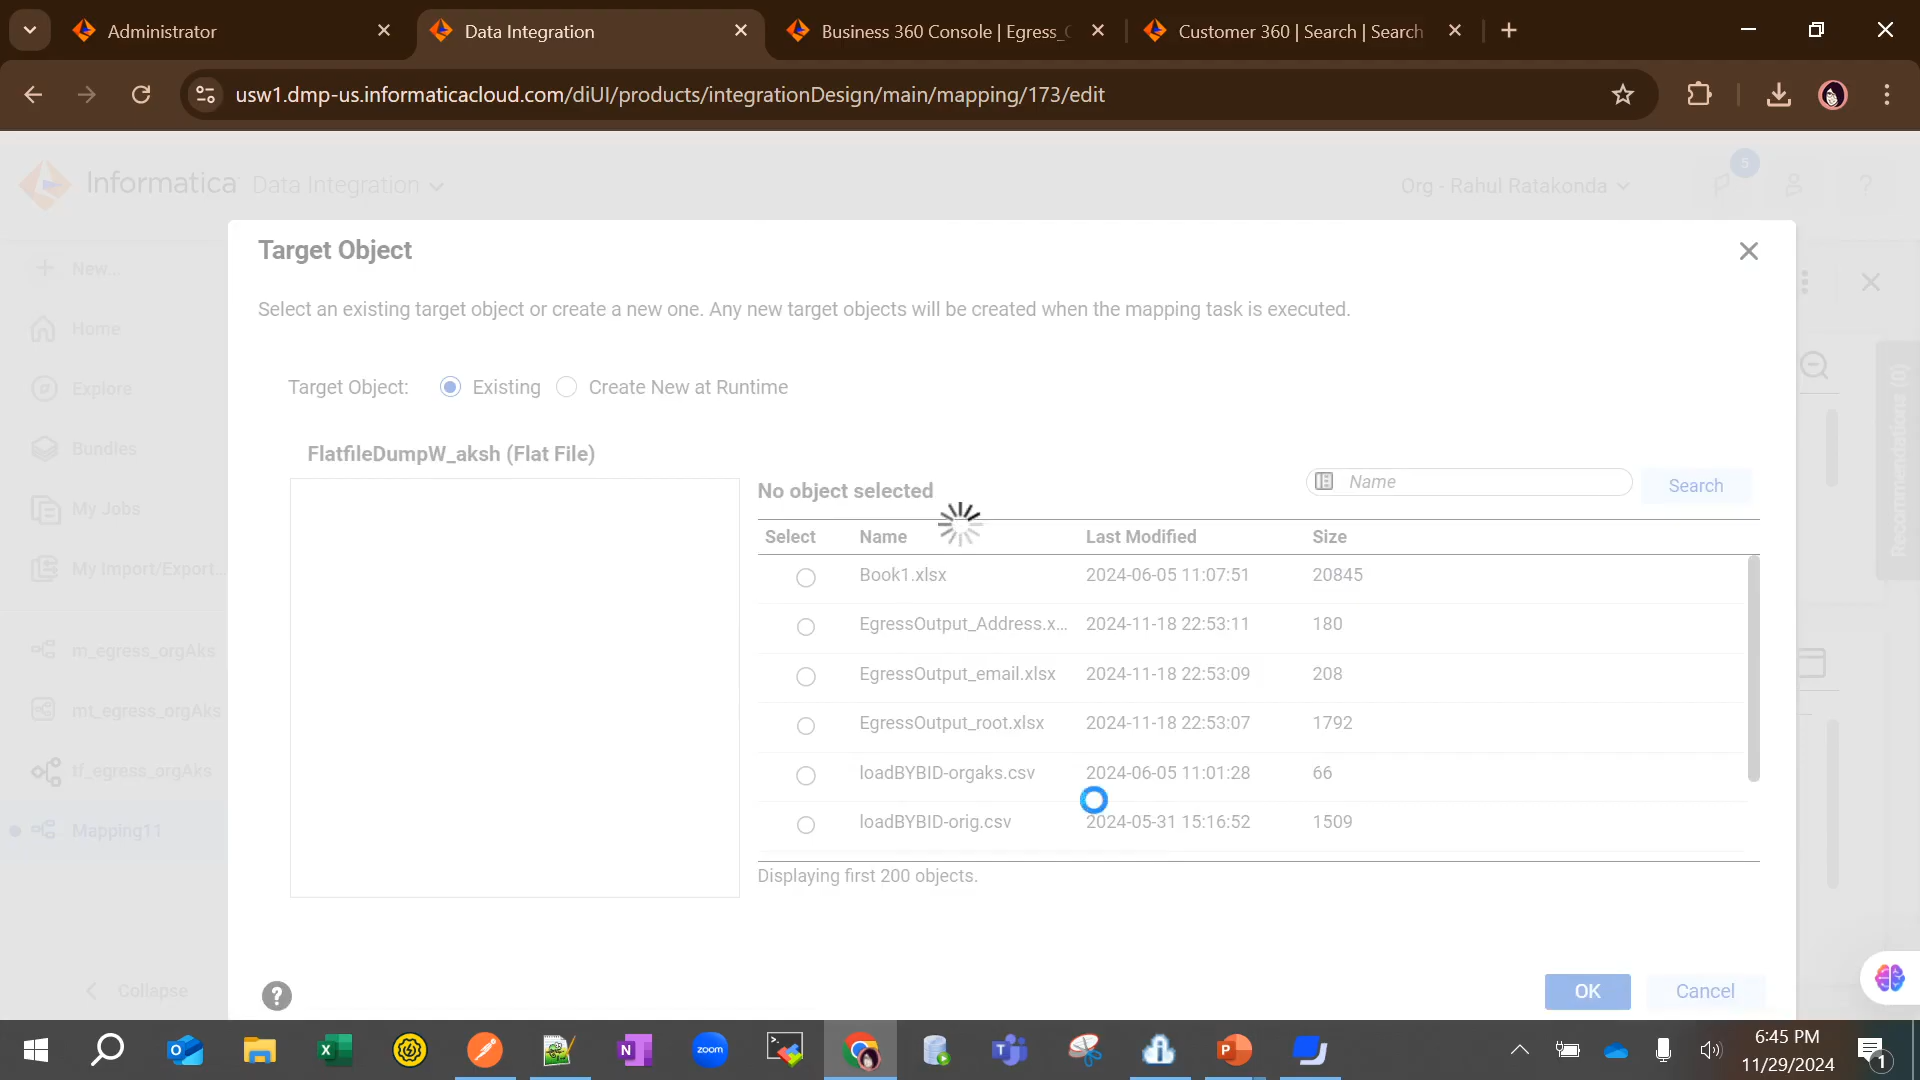 Administrator
Data Integration
Business 360 Console | Egress_
Customer 360 | Search | Search
usw1.dmp-us.informaticacloud.com/diUI/products/integrationDesign/main/mapping/173/edit
Informatica Data Integration
Org - Rahul Ratakonda
5
?
Target Object
Select an existing target object or create a new one. Any new target objects will be created when the mapping task is executed.
Target Object: Existing Create New at Runtime
FlatfileDumpW_aksh (Flat File)
No object selected
Name
Search
Select Name Last Modified Size
Book1.xlsx 2024-06-05 11:07:51 20845
EgressOutput_Address.x... 2024-11-18 22:53:11 180
EgressOutput_email.xlsx 2024-11-18 22:53:09 208
EgressOutput_root.xlsx 2024-11-18 22:53:07 1792
loadBYBID-orgaks.csv 2024-06-05 11:01:28 66
loadBYBID-orig.csv 2024-05-31 15:16:52 1509
Displaying first 200 objects.
?
OK
Cancel
New...
Home
Explore
Bundles
My Jobs
My Import/Export...
m_egress_orgAks
mt_egress_orgAks
tf_egress_orgAks
Mapping11
Collapse
Recommendations (0)
zoom
6:45 PM
11/29/2024
1